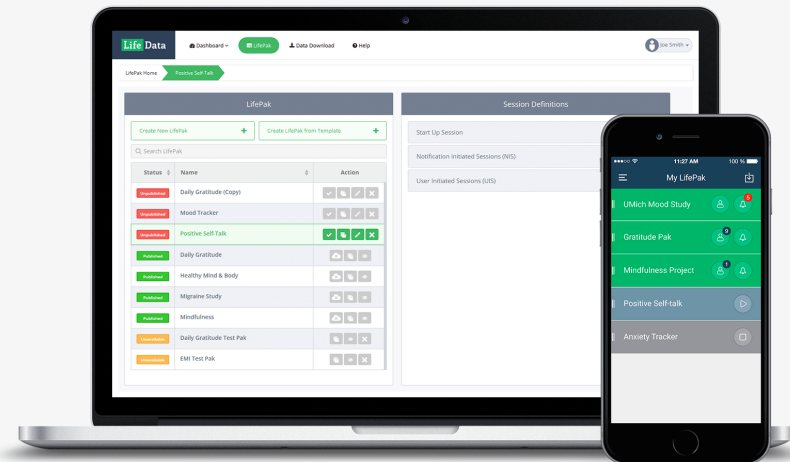 Life Data
Dashboard
LifePak
Data Download
Help
Joe Smith
LifePak Home
Positive Self-Talk
LifePak
Create New LifePak +
Create LifePak from Template +
Search LifePak
Status Name Action
Unpublished Daily Gratitude (Copy)
Unpublished Mood Tracker
Unpublished Positive Self-Talk
Published Daily Gratitude
Published Healthy Mind & Body
Published Migraine Study
Published Mindfulness
Daily Gratitude Test Pak
EMI Test Pak
Session Definitions
Start Up Session
Notification Initiated Sessions (NIS)
User Initiated Sessions (UIS)
11:27 AM
100 %
My LifePak
UMich Mood Study
5
Gratitude Pak
9
Mindfulness Project
1
Positive Self-talk
Anxiety Tracker